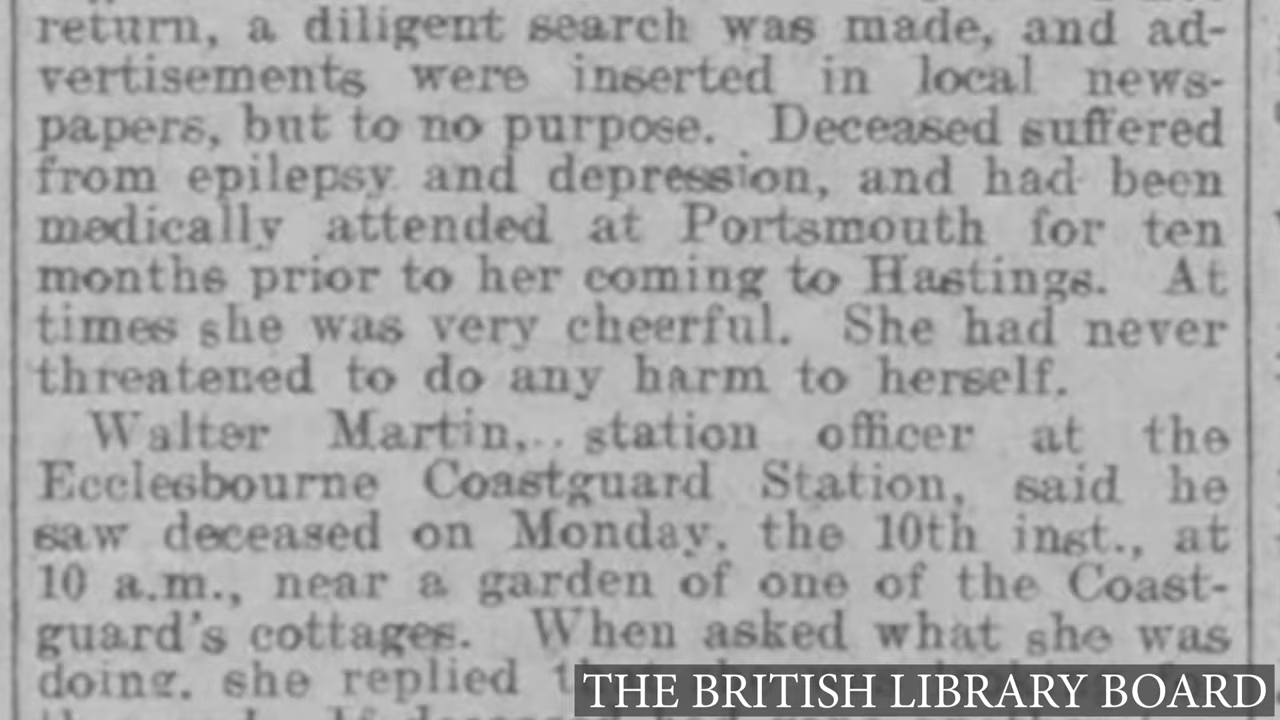 return, a diligent search was made, and ad-
vertisements were inserted in local news-
papers, but to no purpose. Deceased suffered
from epilepsy and depression, and had been
medically attended at Portsmouth for ten
months prior to her coming to Hastings. At
times she was very cheerful. She had never
threatened to do any harm to herself.
Walter Martin, station officer at the
Ecclesbourne Coastguard Station, said he
saw deceased on Monday, the 10th inst., at
10 a.m., near a garden of one of the Coast-
guard's cottages. When asked what she was
doing, she replied
THE BRITISH LIBRARY BOARD